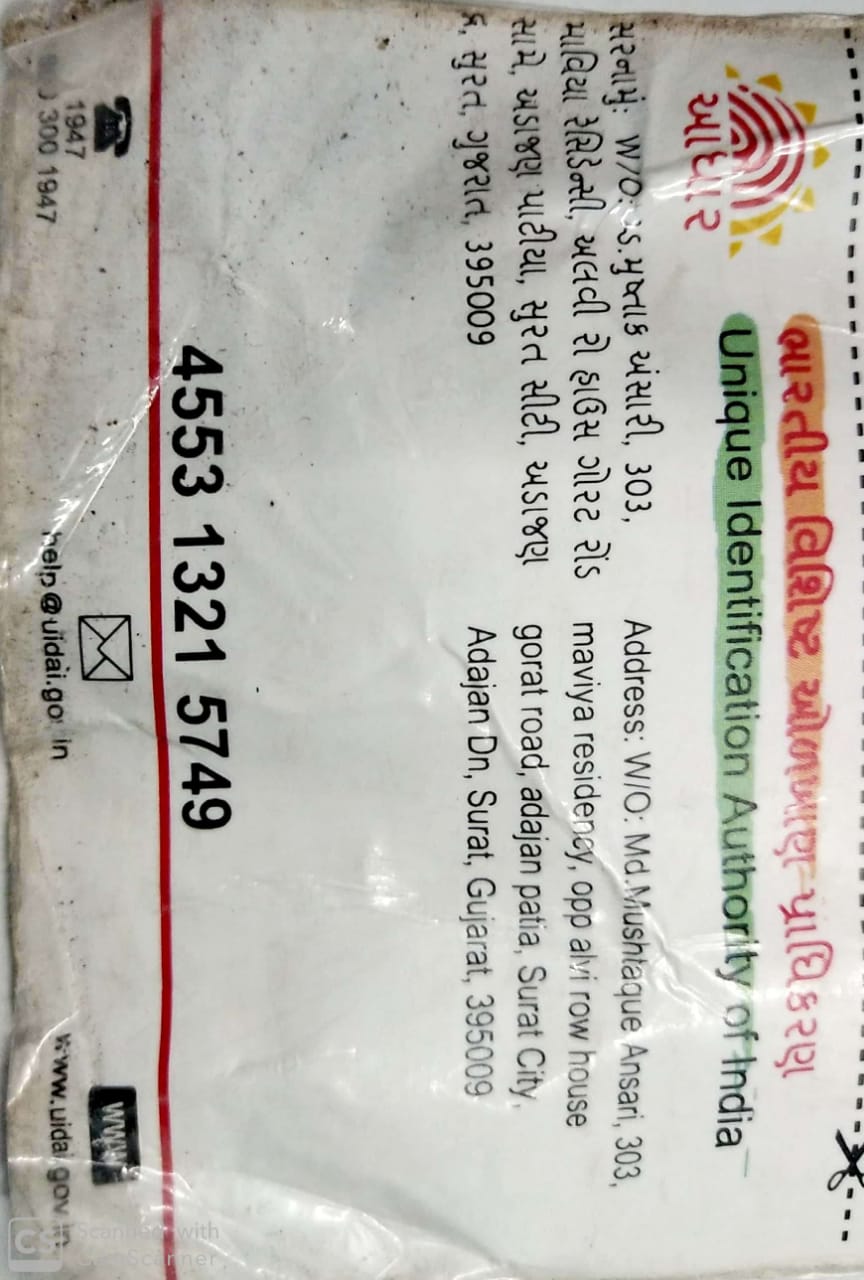 ભારતીય વિશિષ્ટ ઓળખાણ પ્રાધિકરણ
Unique Identification Authority of India
આધાર
સરનામું: W/O: મુશ્તાક અંસારી, 303,
માવિયા રેસિડેન્સી, અલવી રો હાઉસ ગોરટ રોડ
સામે, અડાજણ પાટીયા, સુરત સીટી, અડાજણ
સુરત, ગુજરાત, 395009
Address: W/O: Md.Mushtaque Ansari, 303,
maviya residency, opp alvi row house
gorat road, adajan patia, Surat City,
Adajan Dn, Surat, Gujarat, 395009
4553 1321 5749
1947
300 1947
help@uidai.gov.in
www
www.uidai.gov
CS Scanned with
CamScanner